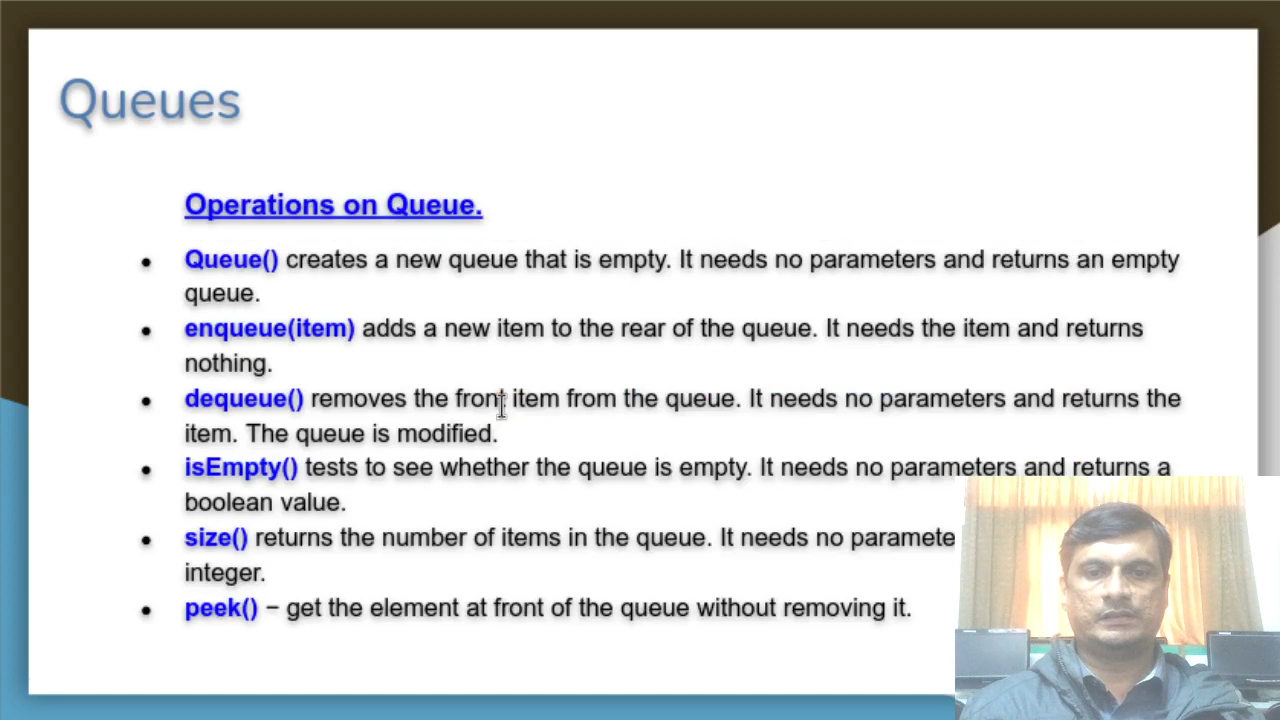 Queues
Operations on Queue.
Queue() creates a new queue that is empty. It needs no parameters and returns an empty
queue.
enqueue(item) adds a new item to the rear of the queue. It needs the item and returns
nothing.
dequeue() removes the front item from the queue. It needs no parameters and returns the
item. The queue is modified.
isEmpty() tests to see whether the queue is empty. It needs no parameters and returns a
boolean value.
size() returns the number of items in the queue. It needs no
integer.
peek() − get the element at front of the queue without removing it.